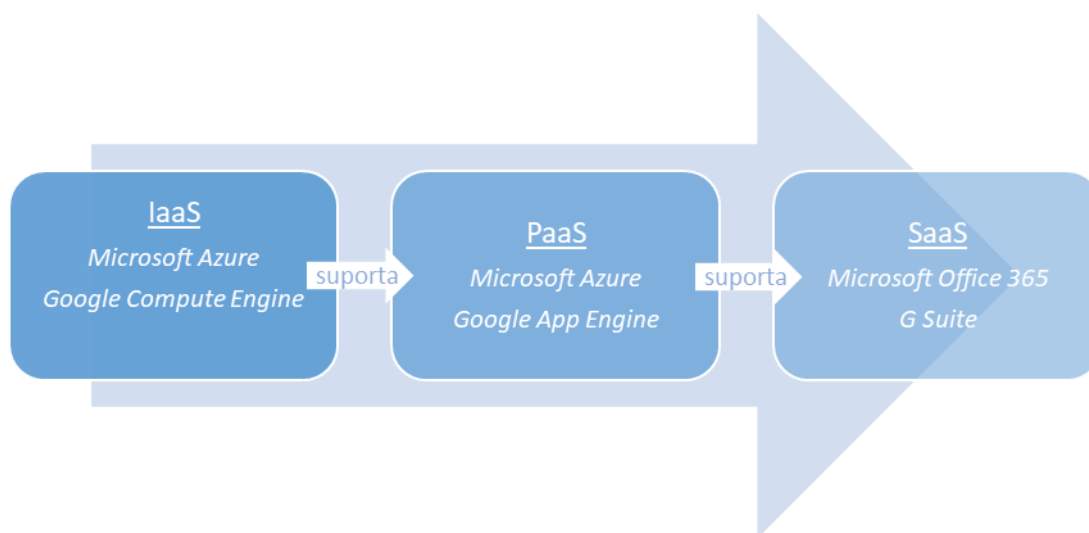 IaaS
Microsoft Azure
Google Compute Engine
suporta
PaaS
Microsoft Azure
Google App Engine
suporta
SaaS
Microsoft Office 365
G Suite